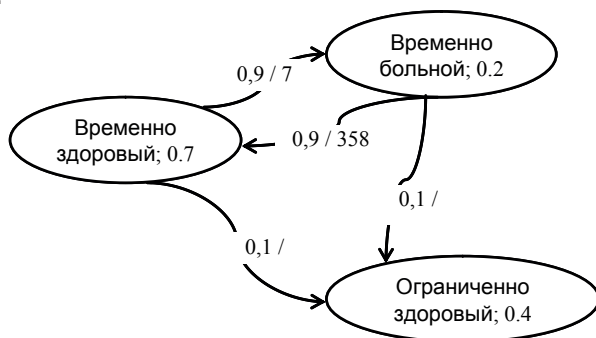 Временно
больной; 0.2
0,9 / 7
Временно
здоровый; 0.7
0,9 / 358
0,1 /
0,1 /
Ограниченно
здоровый; 0.4